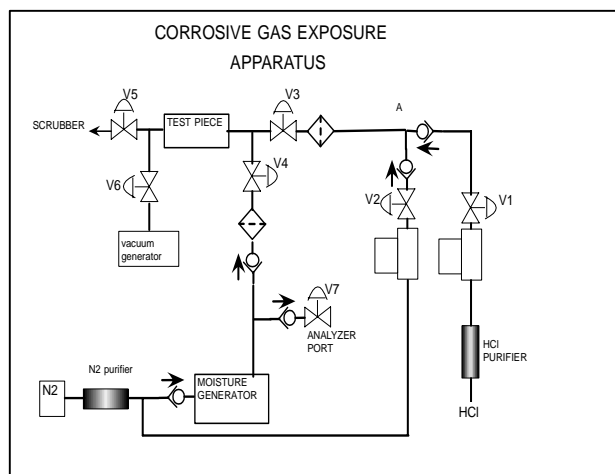 CORROSIVE GAS EXPOSURE
APPARATUS
V5
V3
A
SCRUBBER
TEST PIECE
V4
V6
V2
V1
vacuum
generator
V7
ANALYZER
PORT
HCl
PURIFIER
N2 purifier
N2
MOISTURE
GENERATOR
HCl